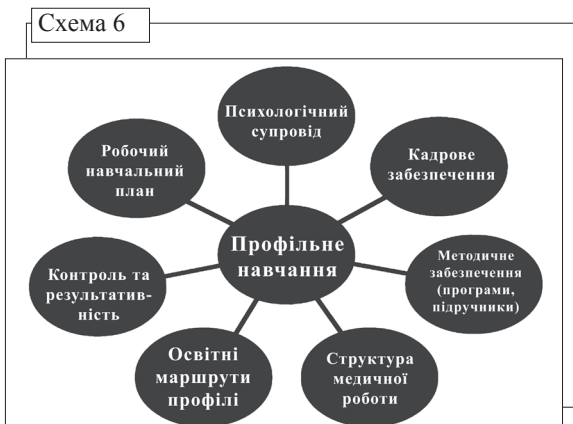 Схема 6
Психологічний
супровід
Робочий
навчальний
план
Кадрове
забезпечення
Профільне
навчання
Методичне
забезпечення
(програми,
підручники)
Контроль та
результатив-
ність
Освітні
маршрути
профілі
Структура
медичної
роботи